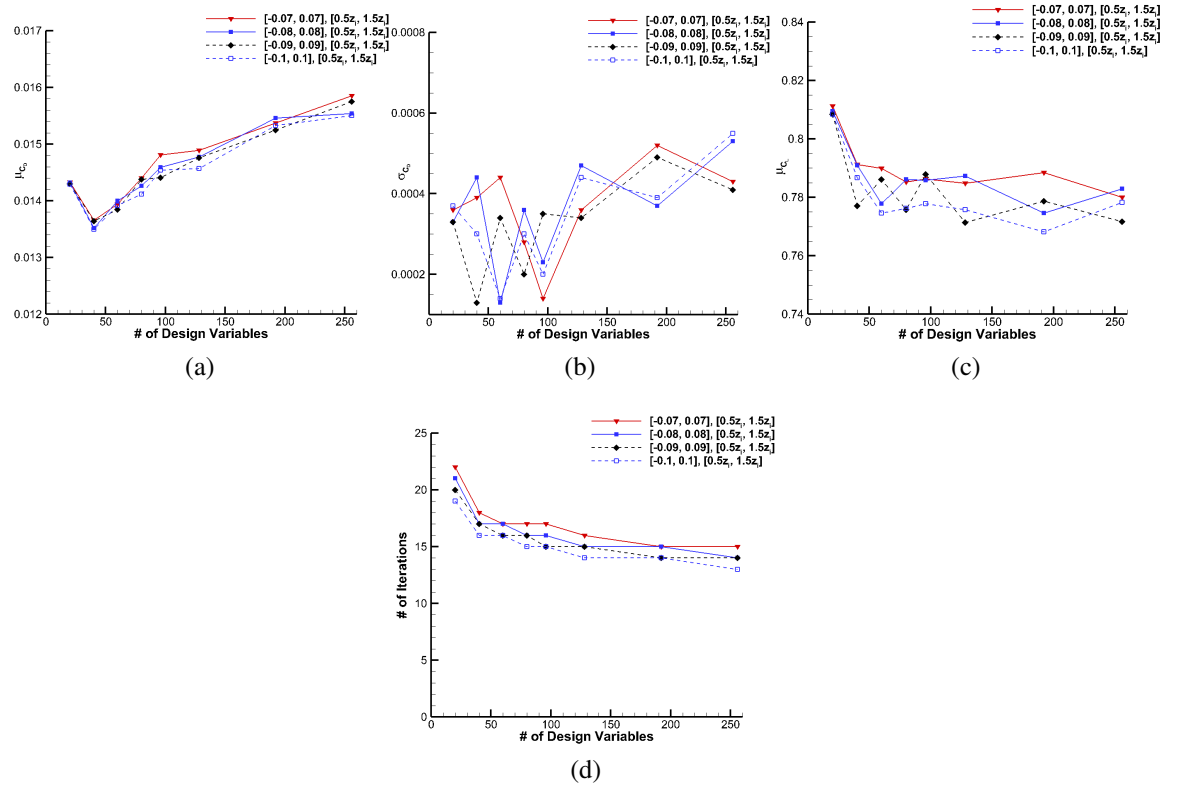 [-0.07, 0.07], [0.5zᵢ, 1.5zᵢ]
[-0.08, 0.08], [0.5zᵢ, 1.5zᵢ]
[-0.09, 0.09], [0.5zᵢ, 1.5zᵢ]
[-0.1, 0.1], [0.5zᵢ, 1.5zᵢ]
0.017
0.016
0.015
0.014
0.013
0.012
μ_C_D
0 50 100 150 200 250
# of Design Variables
(a)
[-0.07, 0.07], [0.5zᵢ, 1.5zᵢ]
[-0.08, 0.08], [0.5zᵢ, 1.5zᵢ]
[-0.09, 0.09], [0.5zᵢ, 1.5zᵢ]
[-0.1, 0.1], [0.5zᵢ, 1.5zᵢ]
0.0008
0.0006
0.0004
0.0002
σ_C_D
0 50 100 150 200 250
# of Design Variables
(b)
[-0.07, 0.07], [0.5zᵢ, 1.5zᵢ]
[-0.08, 0.08], [0.5zᵢ, 1.5zᵢ]
[-0.09, 0.09], [0.5zᵢ, 1.5zᵢ]
[-0.1, 0.1], [0.5zᵢ, 1.5zᵢ]
0.84
0.82
0.8
0.78
0.76
0.74
μ_C_L
0 50 100 150 200 250
# of Design Variables
(c)
[-0.07, 0.07], [0.5zᵢ, 1.5zᵢ]
[-0.08, 0.08], [0.5zᵢ, 1.5zᵢ]
[-0.09, 0.09], [0.5zᵢ, 1.5zᵢ]
[-0.1, 0.1], [0.5zᵢ, 1.5zᵢ]
25
20
15
10
5
0
# of Iterations
0 50 100 150 200 250
# of Design Variables
(d)